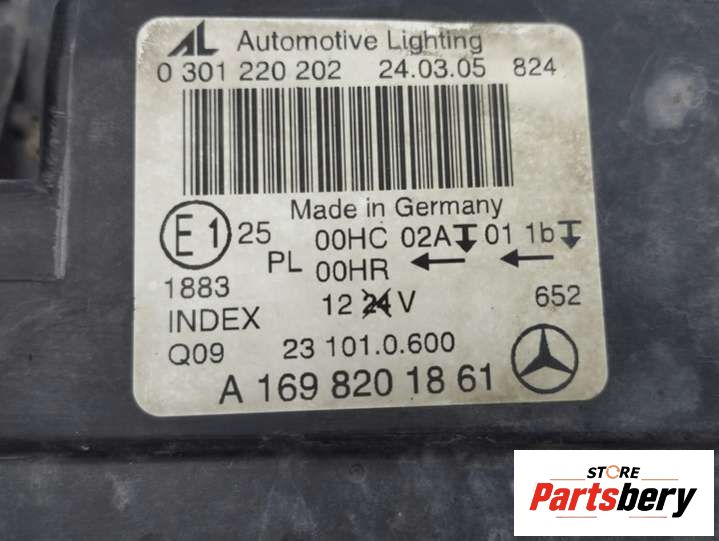 AL Automotive Lighting
0 301 220 202 24.03.05 824
Made in Germany
E1 25 00HC 02A 01 1b
PL 00HR
1883
12 24 V 652
INDEX
Q09 23 101.0.600
A 169 820 18 61
STORE
Partsbery